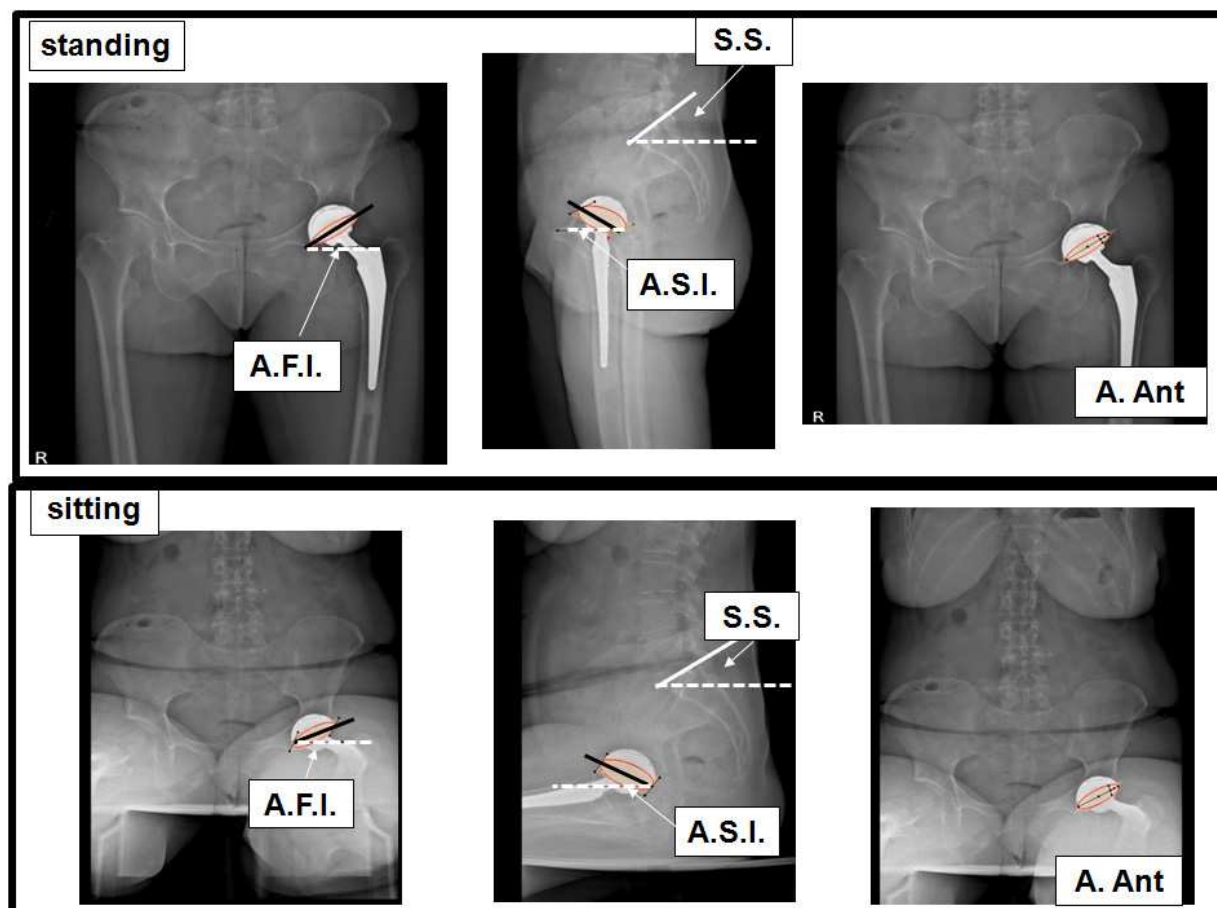 standing
S.S.
A.S.I.
A.F.I.
A. Ant
R
R
sitting
S.S.
A.F.I.
A.S.I.
A. Ant